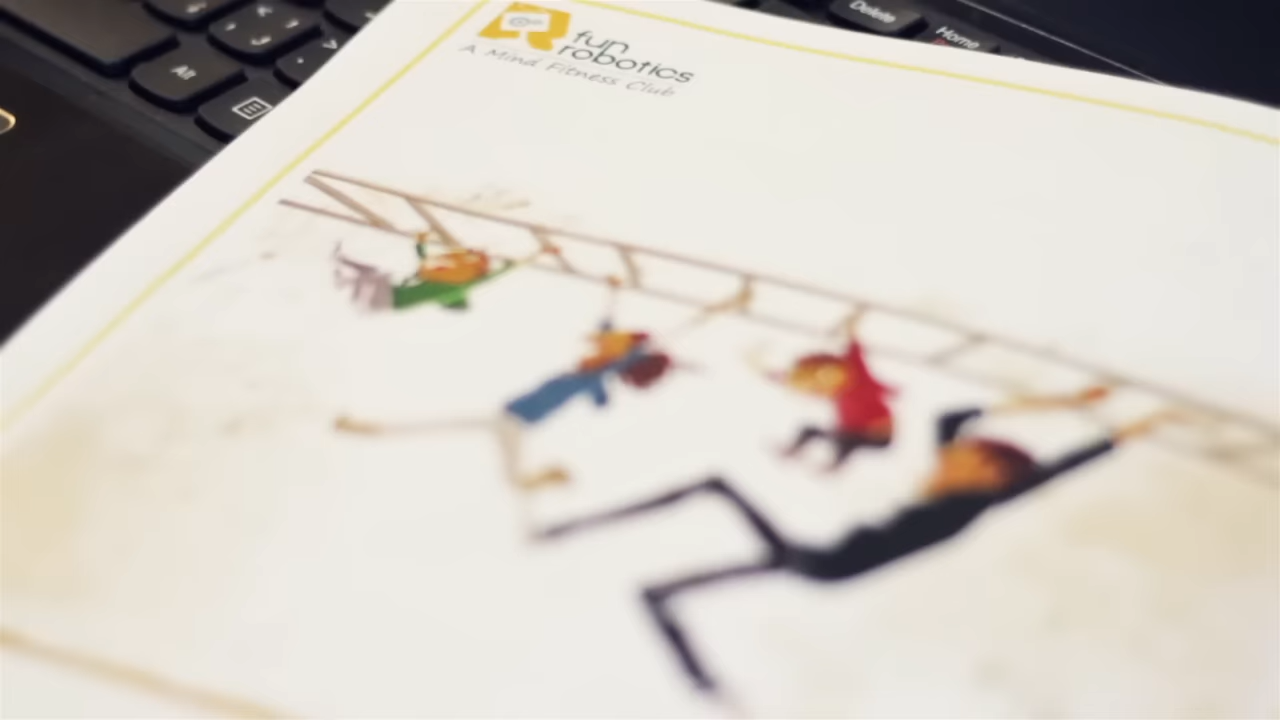 fun
robotics
A Mind Fitness Club
Delete
Home
Alt